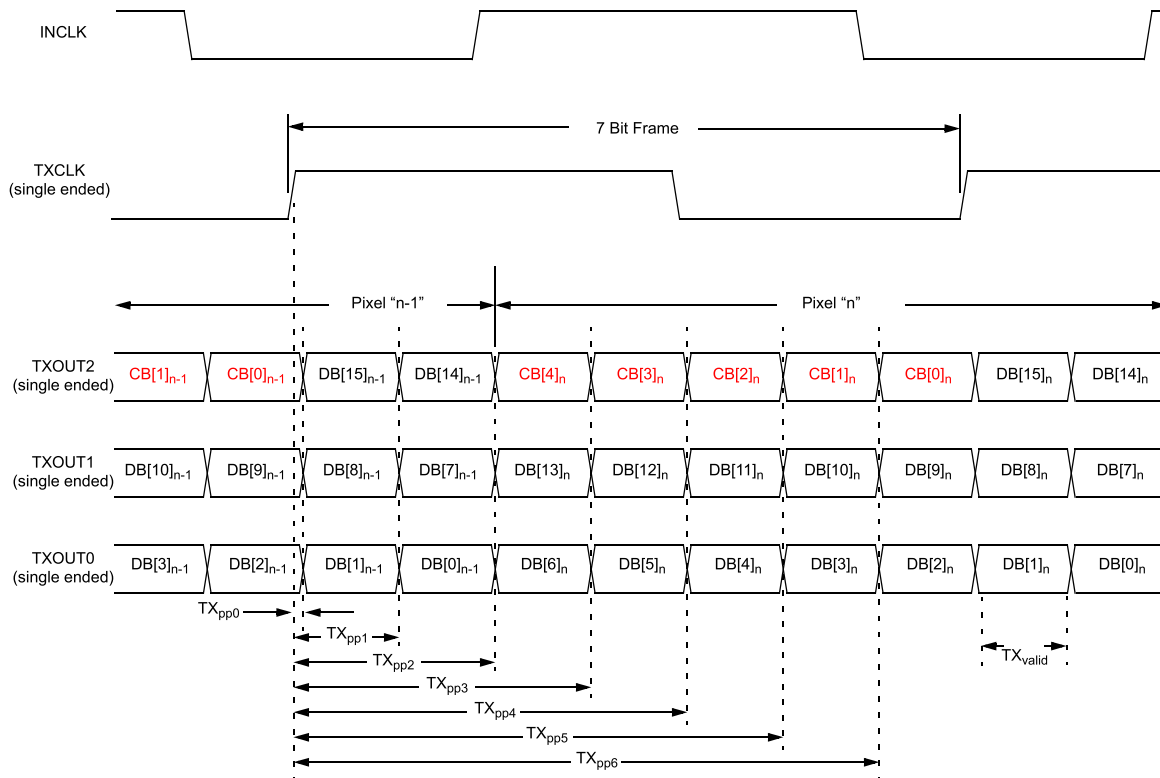 INCLK
7 Bit Frame
TXCLK
(single ended)
Pixel “n-1”
Pixel “n”
TXOUT2
(single ended)
CB[1]n-1 CB[0]n-1 DB[15]n-1 DB[14]n-1 CB[4]n CB[3]n CB[2]n CB[1]n CB[0]n DB[15]n DB[14]n
TXOUT1
(single ended)
DB[10]n-1 DB[9]n-1 DB[8]n-1 DB[7]n-1 DB[13]n DB[12]n DB[11]n DB[10]n DB[9]n DB[8]n DB[7]n
TXOUT0
(single ended)
DB[3]n-1 DB[2]n-1 DB[1]n-1 DB[0]n-1 DB[6]n DB[5]n DB[4]n DB[3]n DB[2]n DB[1]n DB[0]n
TXpp0
TXpp1
TXpp2
TXvalid
TXpp3
TXpp4
TXpp5
TXpp6